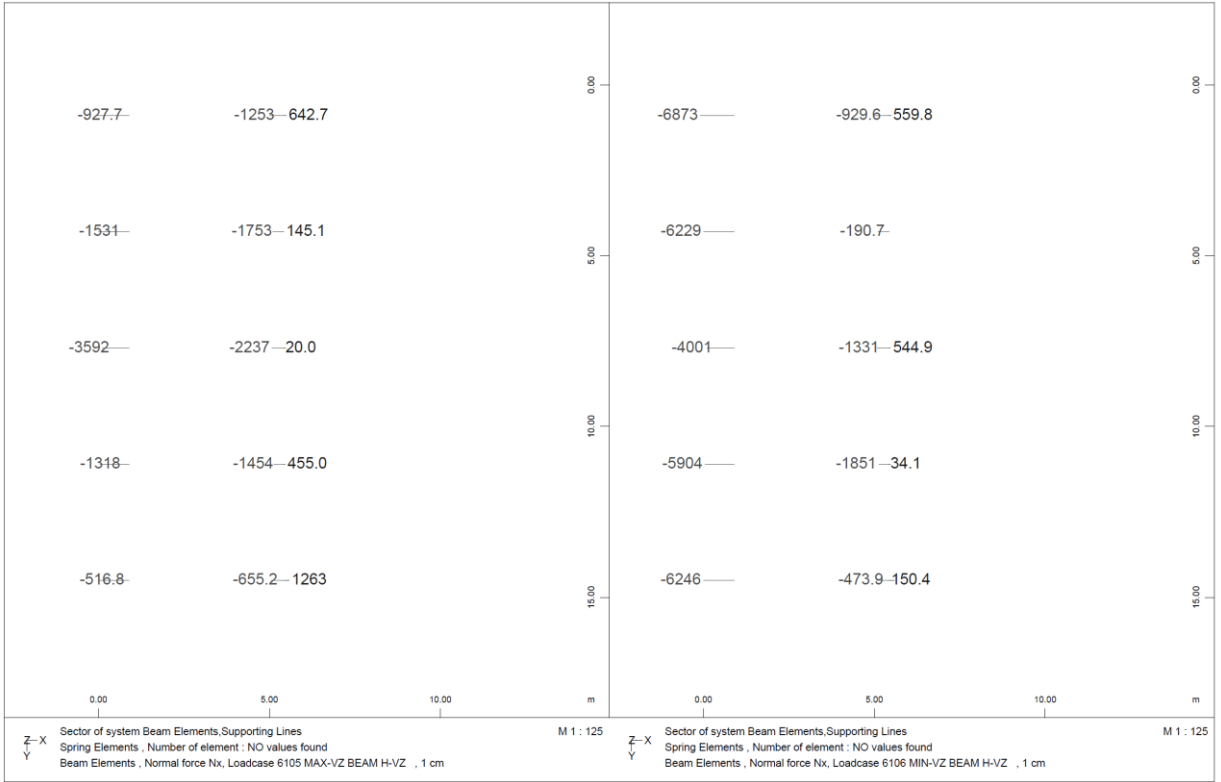 0.00
-927.7 -1253 642.7
-1531 -1753 145.1
5.00
-3592 -2237 20.0
10.00
-1318 -1454 455.0
-516.8 -655.2 1263
15.00
0.00 5.00 10.00 m
Z X Y
Sector of system Beam Elements,Supporting Lines M 1 : 125
Spring Elements , Number of element : NO values found
Beam Elements , Normal force Nx, Loadcase 6105 MAX-VZ BEAM H-VZ , 1 cm
0.00
-6873 -929.6 559.8
-6229 -190.7
5.00
-4001 -1331 544.9
10.00
-5904 -1851 34.1
-6246 -473.9 150.4
15.00
0.00 5.00 10.00 m
Z X Y
Sector of system Beam Elements,Supporting Lines M 1 : 125
Spring Elements , Number of element : NO values found
Beam Elements , Normal force Nx, Loadcase 6106 MIN-VZ BEAM H-VZ , 1 cm